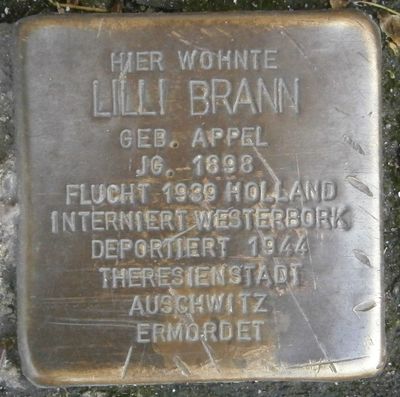 HIER WOHNTE
LILLI BRANN
GEB. APPEL
JG. 1898
FLUCHT 1939 HOLLAND
INTERNIERT WESTERBORK
DEPORTIERT 1944
THERESIENSTADT
AUSCHWITZ
ERMORDET